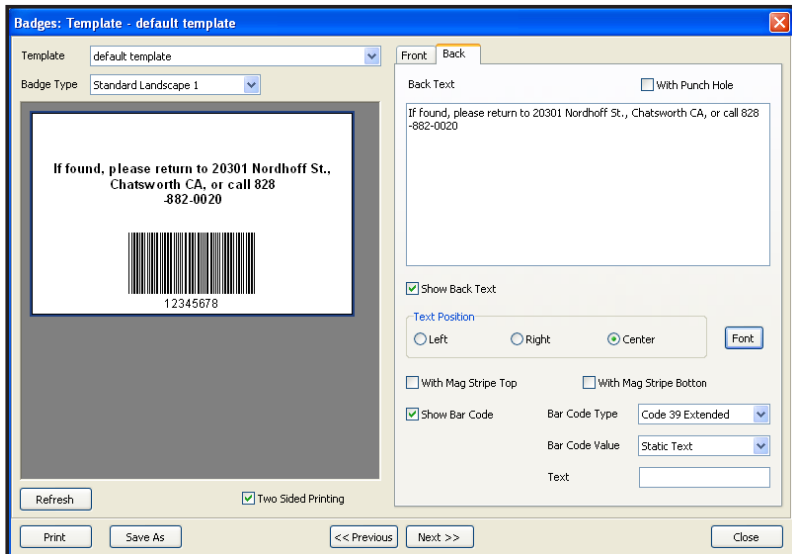 Badges: Template - default template
Template
default template
Badge Type
Standard Landscape 1
If found, please return to 20301 Nordhoff St.,
Chatsworth CA, or call 828
-882-0020
12345678
Refresh
Two Sided Printing
Front
Back
Back Text
With Punch Hole
If found, please return to 20301 Nordhoff St., Chatsworth CA, or call 828
-882-0020
Show Back Text
Text Position
Left
Right
Center
Font
With Mag Stripe Top
With Mag Stripe Botton
Show Bar Code
Bar Code Type
Code 39 Extended
Bar Code Value
Static Text
Text
Print
Save As
<< Previous
Next >>
Close